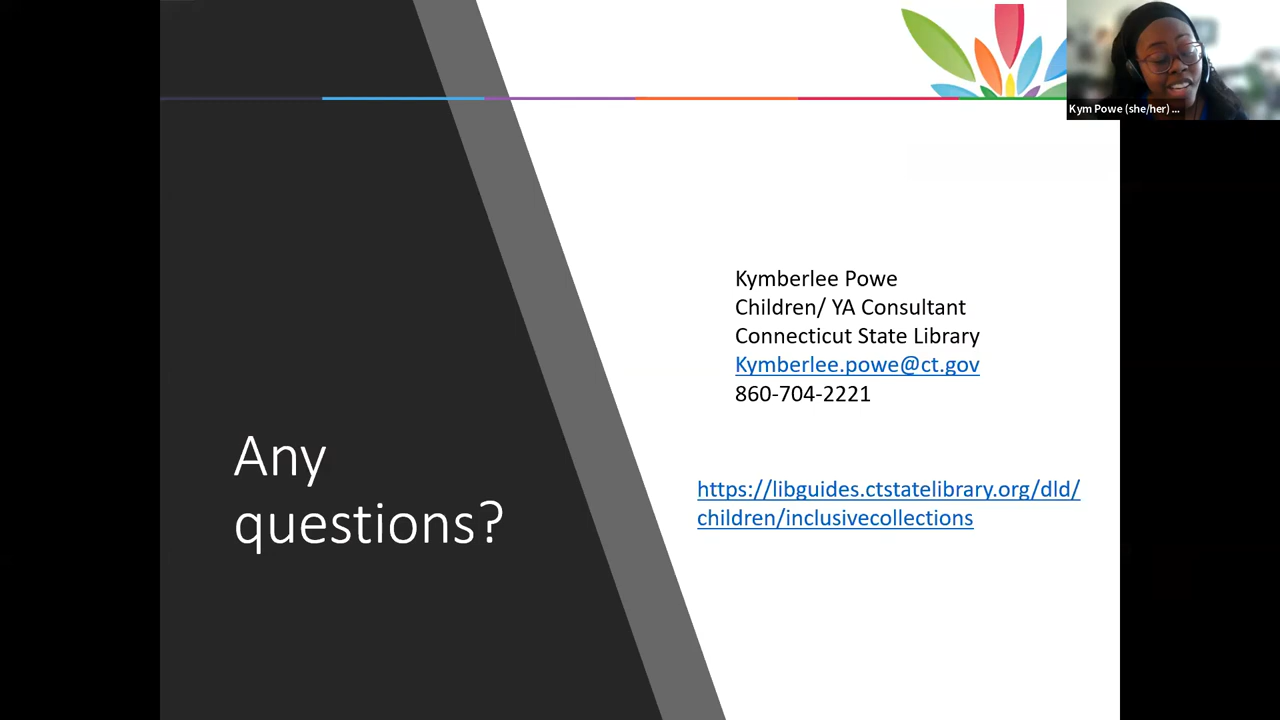 Kym Powe (she/her) ...
Kymberlee Powe
Children/ YA Consultant
Connecticut State Library
Kymberlee.powe@ct.gov
860-704-2221
Any
questions?
https://libguides.ctstatelibrary.org/dld/
children/inclusivecollections